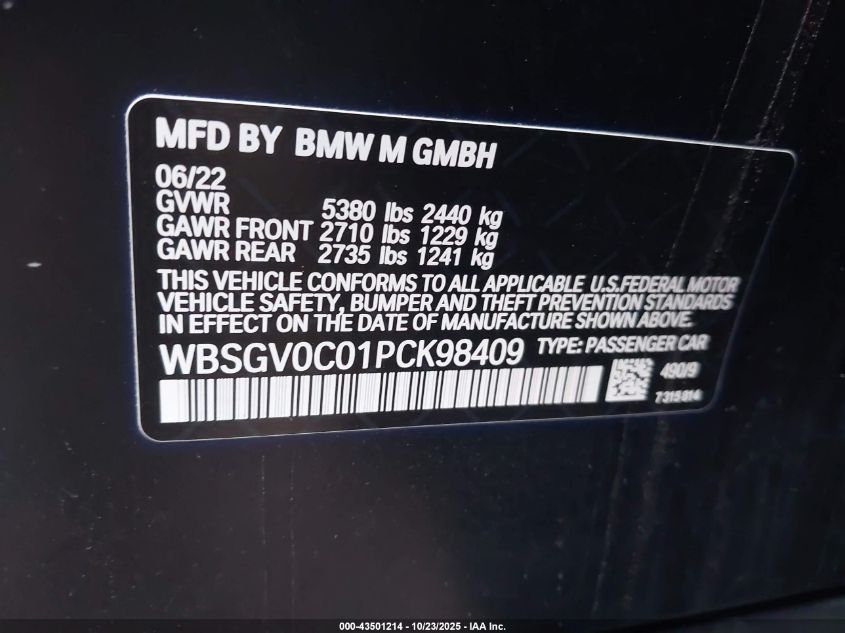 MFD BY BMW M GMBH
06/22
GVWR 5380 lbs 2440 kg
GAWR FRONT 2710 lbs 1229 kg
GAWR REAR 2735 lbs 1241 kg
THIS VEHICLE CONFORMS TO ALL APPLICABLE U.S.FEDERAL MOTOR
VEHICLE SAFETY, BUMPER AND THEFT PREVENTION STANDARDS
IN EFFECT ON THE DATE OF MANUFACTURE SHOWN ABOVE.
WBSGV0C01PCK98409 TYPE: PASSENGER CAR
490/9
7315814
000-43501214 - 10/23/2025 - IAA Inc.